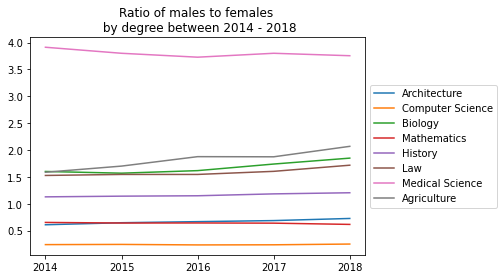 Ratio of males to females
by degree between 2014 - 2018
4.0
3.5
3.0
2.5
2.0
1.5
1.0
0.5
2014 2015 2016 2017 2018
Architecture
Computer Science
Biology
Mathematics
History
Law
Medical Science
Agriculture